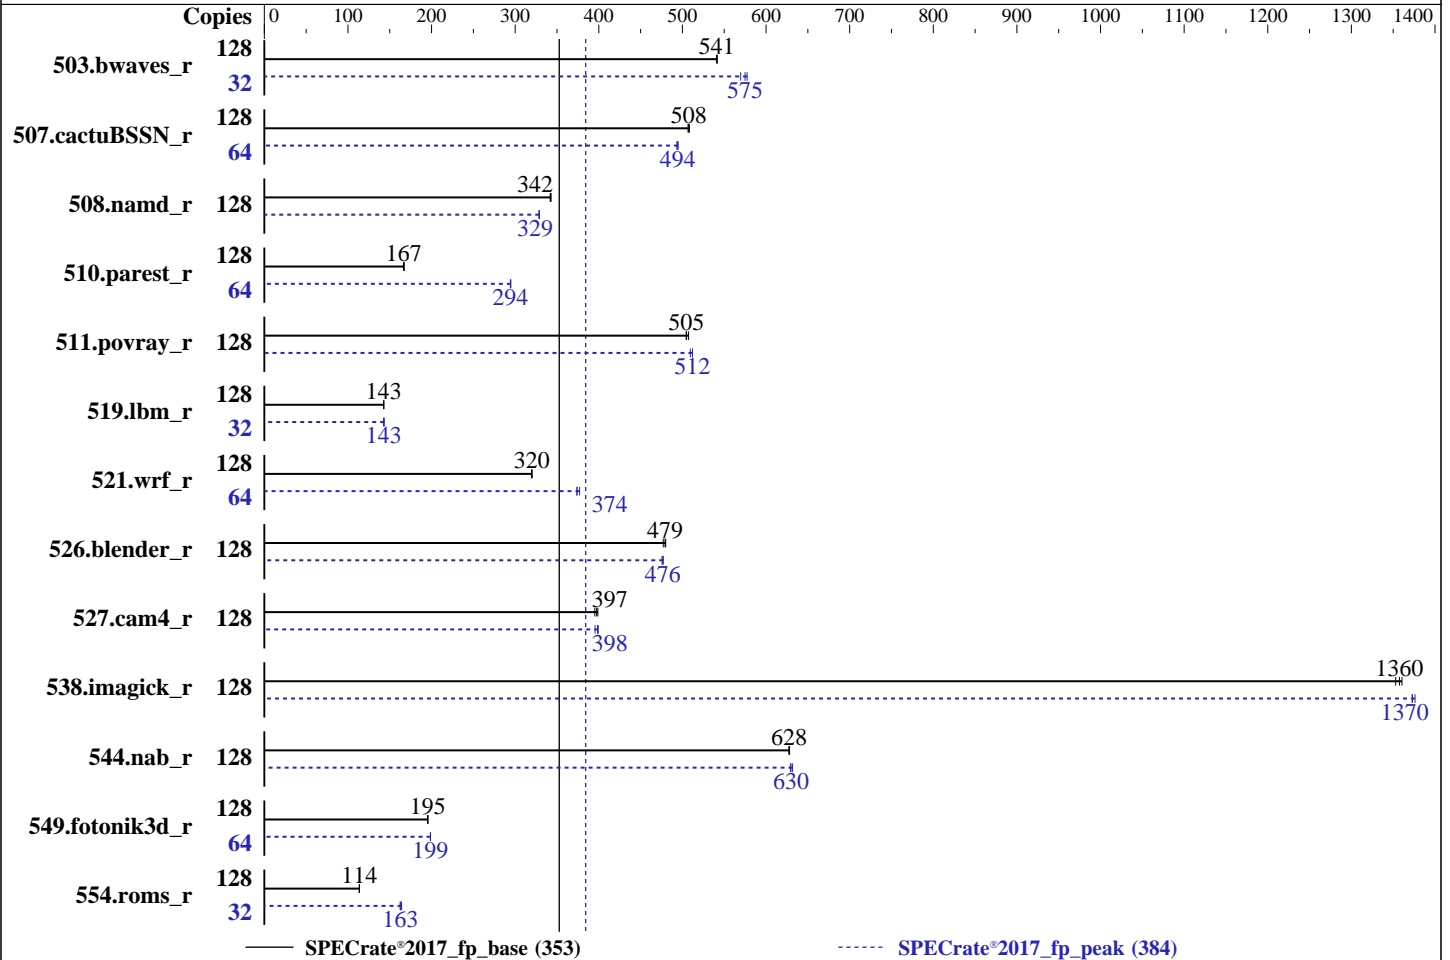 Copies 0 100 200 300 400 500 600 700 800 900 1000 1100 1200 1300 1400
503.bwaves_r 128 541
32 575
507.cactuBSSN_r 128 508
64 494
508.namd_r 128 342
329
510.parest_r 128 167
64 294
511.povray_r 128 505
512
519.lbm_r 128 143
32 143
521.wrf_r 128 320
64 374
526.blender_r 128 479
476
527.cam4_r 128 397
398
538.imagick_r 128 1360
1370
544.nab_r 128 628
630
549.fotonik3d_r 128 195
64 199
554.roms_r 128 114
32 163
SPECrate®2017_fp_base (353) SPECrate®2017_fp_peak (384)